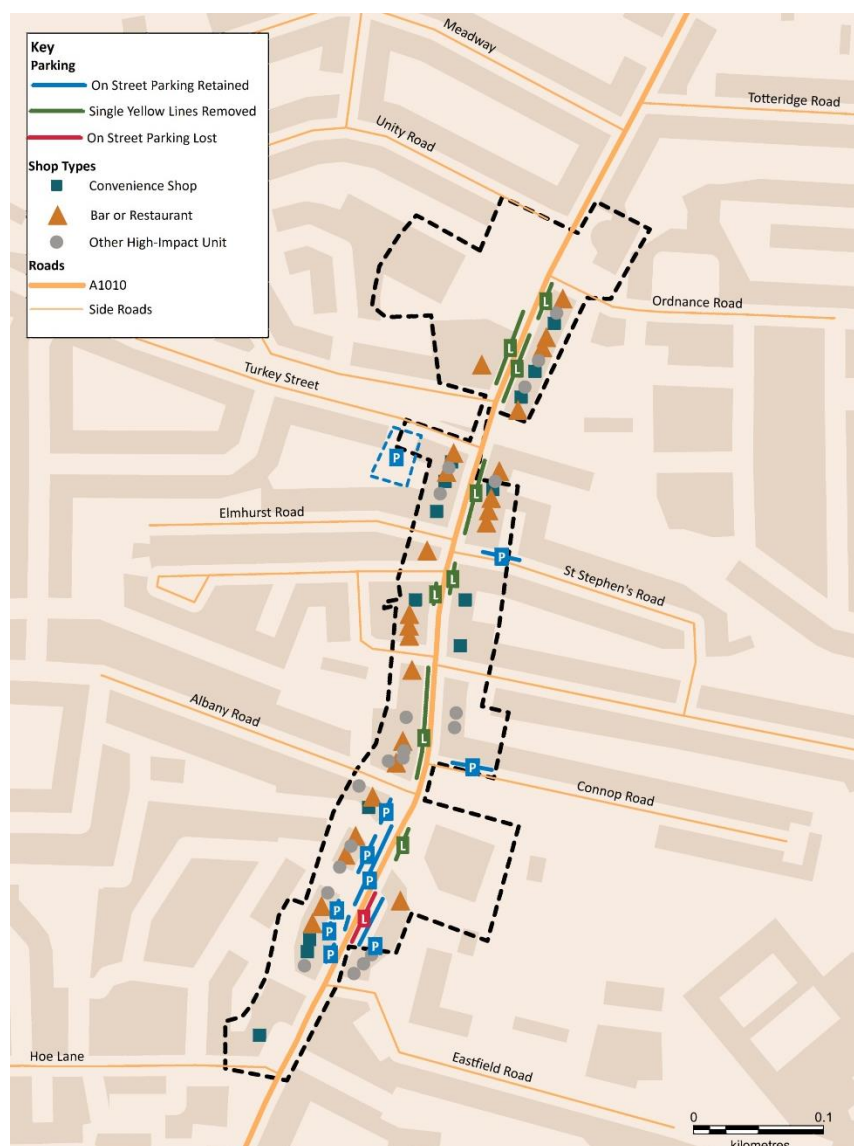 Key
Parking
On Street Parking Retained
Single Yellow Lines Removed
On Street Parking Lost
Shop Types
Convenience Shop
Bar or Restaurant
Other High-Impact Unit
Roads
A1010
Side Roads
Meadway
Totteridge Road
Unity Road
L
Ordnance Road
L
L
Turkey Street
P
L
Elmhurst Road
P
St Stephen's Road
L
L
Albany Road
L
P
Connop Road
P
L
P
P
P
L
P
P
P
Hoe Lane
Eastfield Road
0 0.1
kilometres